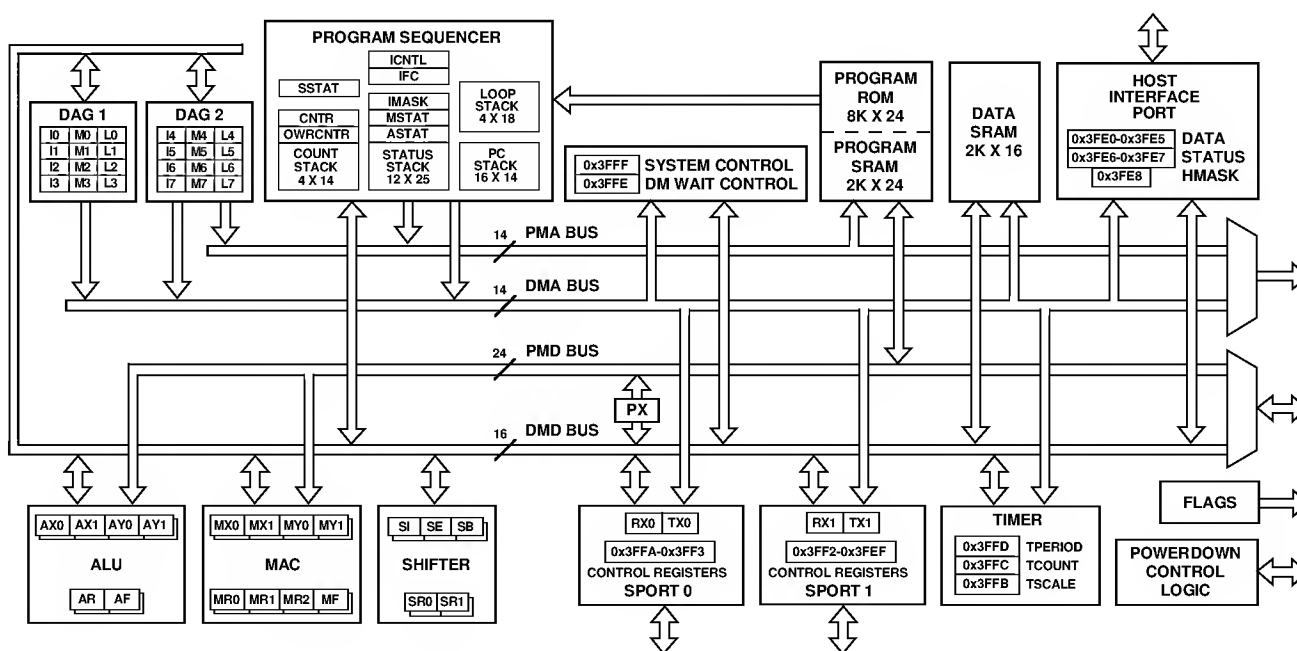 PROGRAM SEQUENCER
ICNTL
IFC
SSTAT
LOOP
STACK
4 X 18
CNTR
OWRCNTR
COUNT
STACK
4 X 14
IMASK
MSTAT
ASTAT
STATUS
STACK
12 X 25
PC
STACK
16 X 14
DAG 1
I0 M0 L0
I1 M1 L1
I2 M2 L2
I3 M3 L3
DAG 2
I4 M4 L4
I5 M5 L5
I6 M6 L6
I7 M7 L7
0x3FFF SYSTEM CONTROL
0x3FFE DM WAIT CONTROL
PROGRAM
ROM
8K X 24
PROGRAM
SRAM
2K X 24
DATA
SRAM
2K X 16
HOST
INTERFACE
PORT
0x3FE0-0x3FE5 DATA
0x3FE6-0x3FE7 STATUS
0x3FE8 HMASK
14 PMA BUS
14 DMA BUS
24 PMD BUS
PX
16 DMD BUS
AX0 AX1 AY0 AY1
ALU
AR AF
MX0 MX1 MY0 MY1
MAC
MR0 MR1 MR2 MF
SI SE SB
SHIFTER
SR0 SR1
RX0 TX0
0x3FFA-0x3FF3
CONTROL REGISTERS
SPORT 0
RX1 TX1
0x3FF2-0x3FEF
CONTROL REGISTERS
SPORT 1
TIMER
0x3FFD TPERIOD
0x3FFC TCOUNT
0x3FFB TSCALE
FLAGS
POWERDOWN
CONTROL
LOGIC